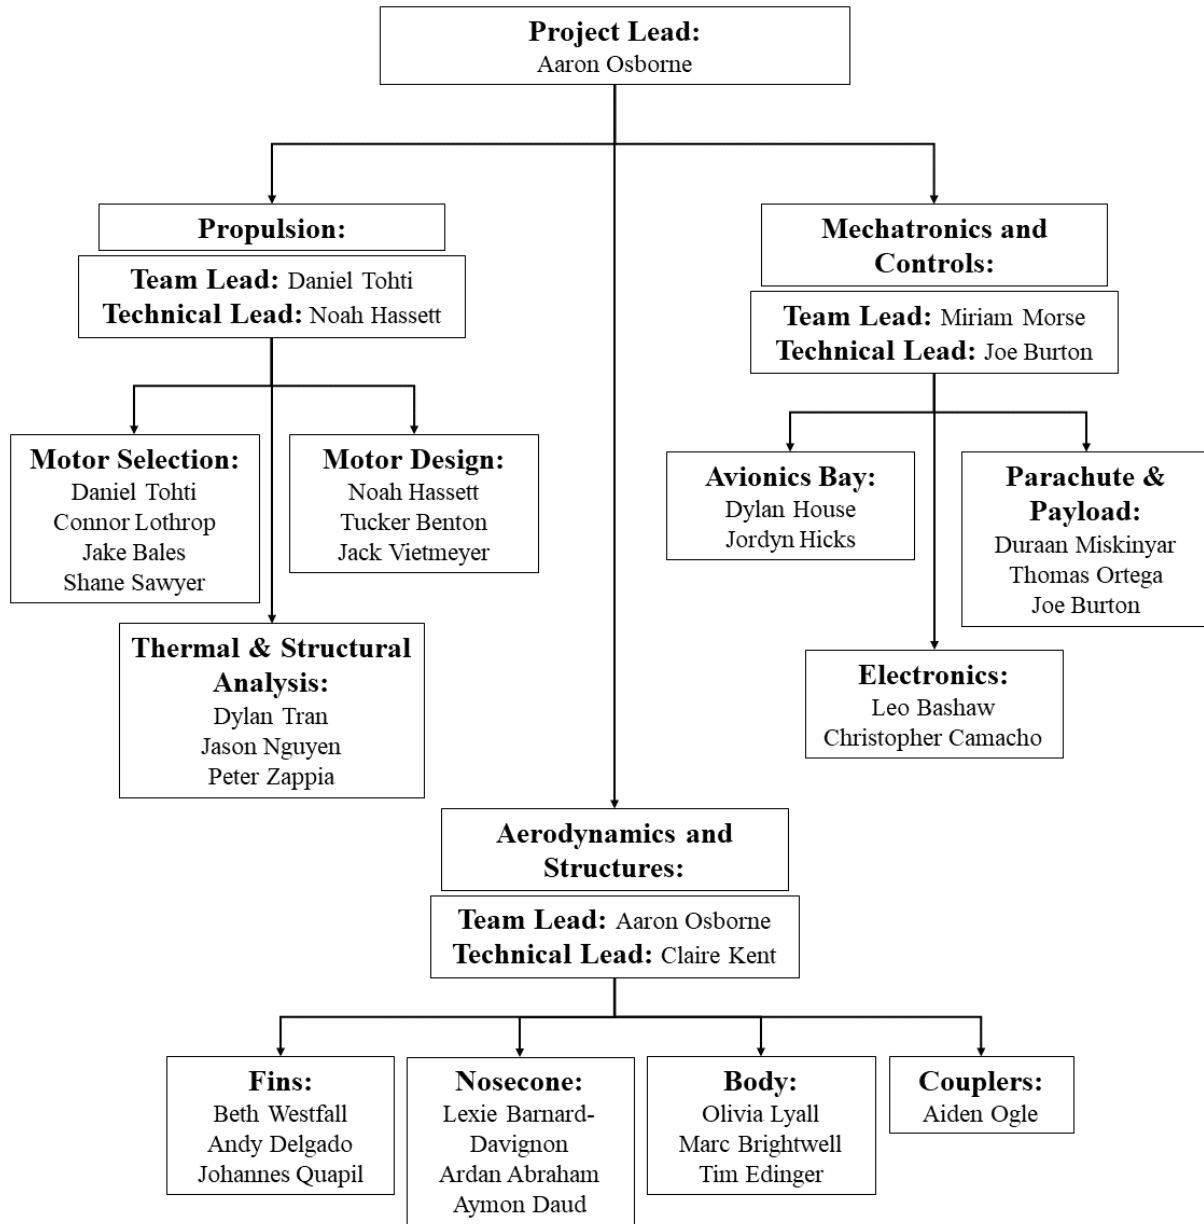 Project Lead:
Aaron Osborne
Propulsion:
Team Lead: Daniel Tohti
Technical Lead: Noah Hassett
Mechatronics and
Controls:
Team Lead: Miriam Morse
Technical Lead: Joe Burton
Motor Selection:
Daniel Tohti
Connor Lothrop
Jake Bales
Shane Sawyer
Motor Design:
Noah Hassett
Tucker Benton
Jack Vietmeyer
Thermal & Structural
Analysis:
Dylan Tran
Jason Nguyen
Peter Zappia
Avionics Bay:
Dylan House
Jordyn Hicks
Parachute &
Payload:
Duraan Miskinyar
Thomas Ortega
Joe Burton
Electronics:
Leo Bashaw
Christopher Camacho
Aerodynamics and
Structures:
Team Lead: Aaron Osborne
Technical Lead: Claire Kent
Fins:
Beth Westfall
Andy Delgado
Johannes Quapil
Nosecone:
Lexie Barnard-
Davignon
Ardan Abraham
Aymon Daud
Body:
Olivia Lyall
Marc Brightwell
Tim Edinger
Couplers:
Aiden Ogle